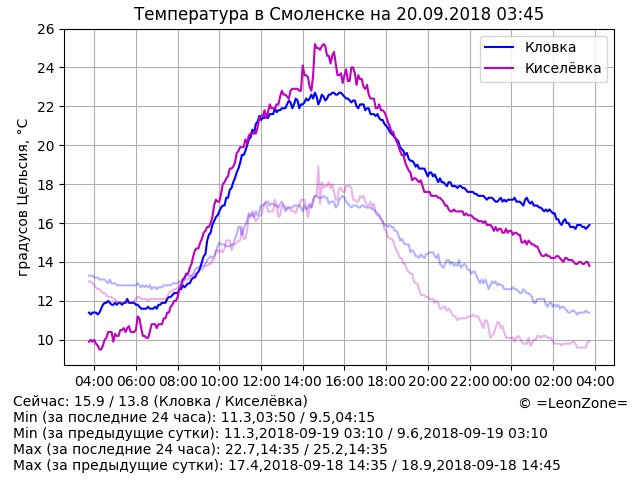 Температура в Смоленске на 20.09.2018 03:45
градусов Цельсия, °C
26
24
22
20
18
16
14
12
10
Кловка
Киселёвка
04:00 06:00 08:00 10:00 12:00 14:00 16:00 18:00 20:00 22:00 00:00 02:00 04:00
Сейчас: 15.9 / 13.8 (Кловка / Киселёвка)
© =LeonZone=
Min (за последние 24 часа): 11.3,03:50 / 9.5,04:15
Min (за предыдущие сутки): 11.3,2018-09-19 03:10 / 9.6,2018-09-19 03:10
Max (за последние 24 часа): 22.7,14:35 / 25.2,14:35
Max (за предыдущие сутки): 17.4,2018-09-18 14:35 / 18.9,2018-09-18 14:45